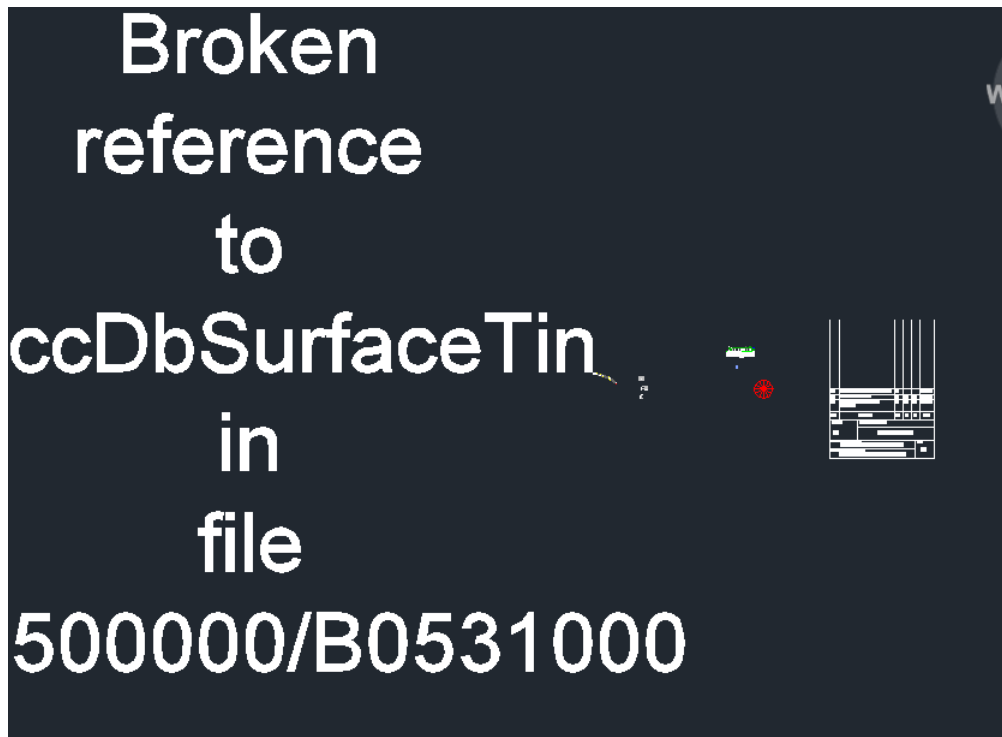 Broken
reference
to
ccDbSurfaceTin
in
file
500000/B0531000
W